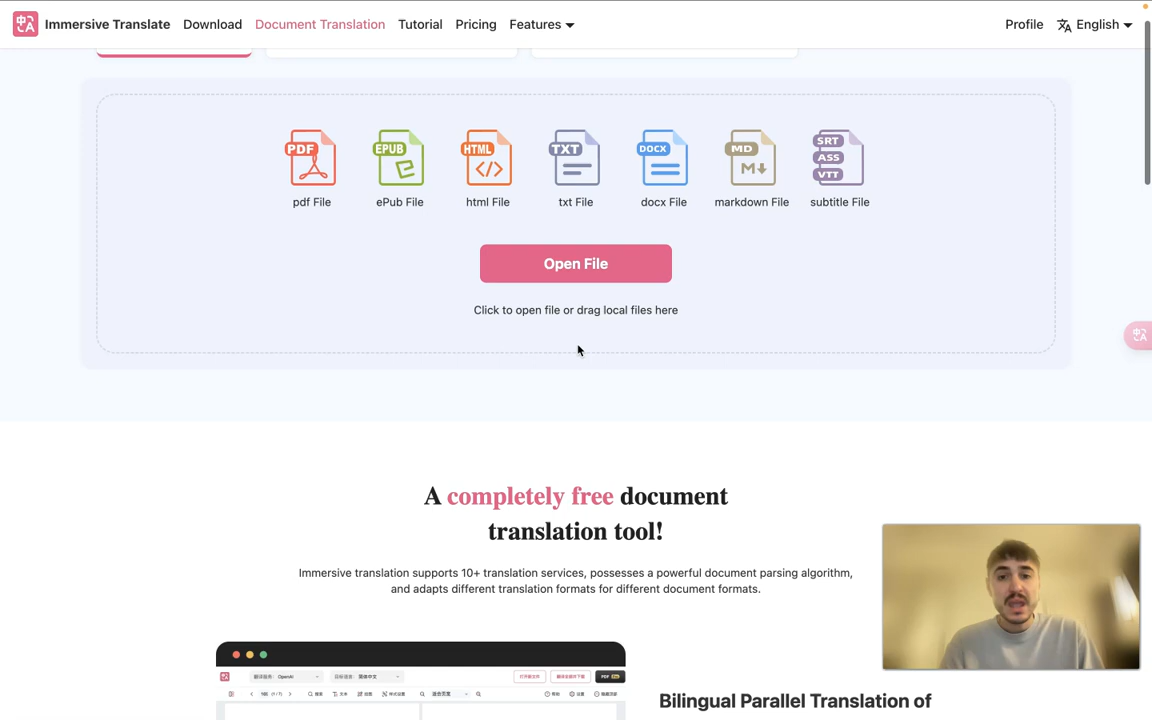 Immersive Translate Download Document Translation Tutorial Pricing Features Profile English
PDF EPUB HTML TXT DOCX MD SRT
ASS
VTT
pdf File ePub File html File txt File docx File markdown File subtitle File
Open File
Click to open file or drag local files here
A completely free document
translation tool!
Immersive translation supports 10+ translation services, possesses a powerful document parsing algorithm,
and adapts different translation formats for different document formats.
Bilingual Parallel Translation of